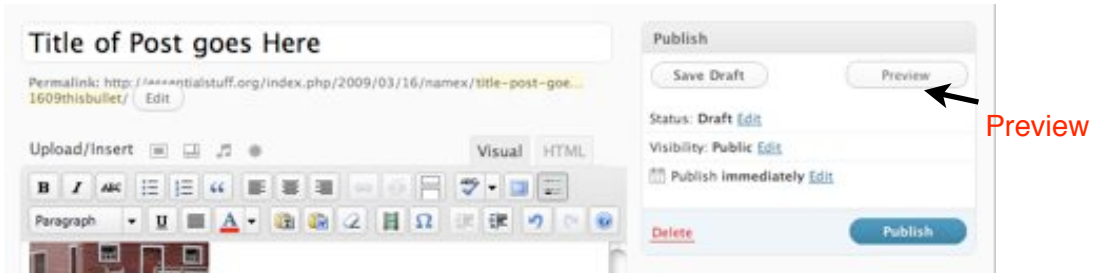 Title of Post goes Here
Permalink: http://essentialstuff.org/index.php/2009/03/16/namex/title-post-goe...
1609thisbullet/ Edit
Upload/Insert
Visual HTML
B I ABC
Paragraph U A Ω
Publish
Save Draft Preview
Status: Draft Edit
Visibility: Public Edit
Publish immediately Edit
Delete Publish
Preview